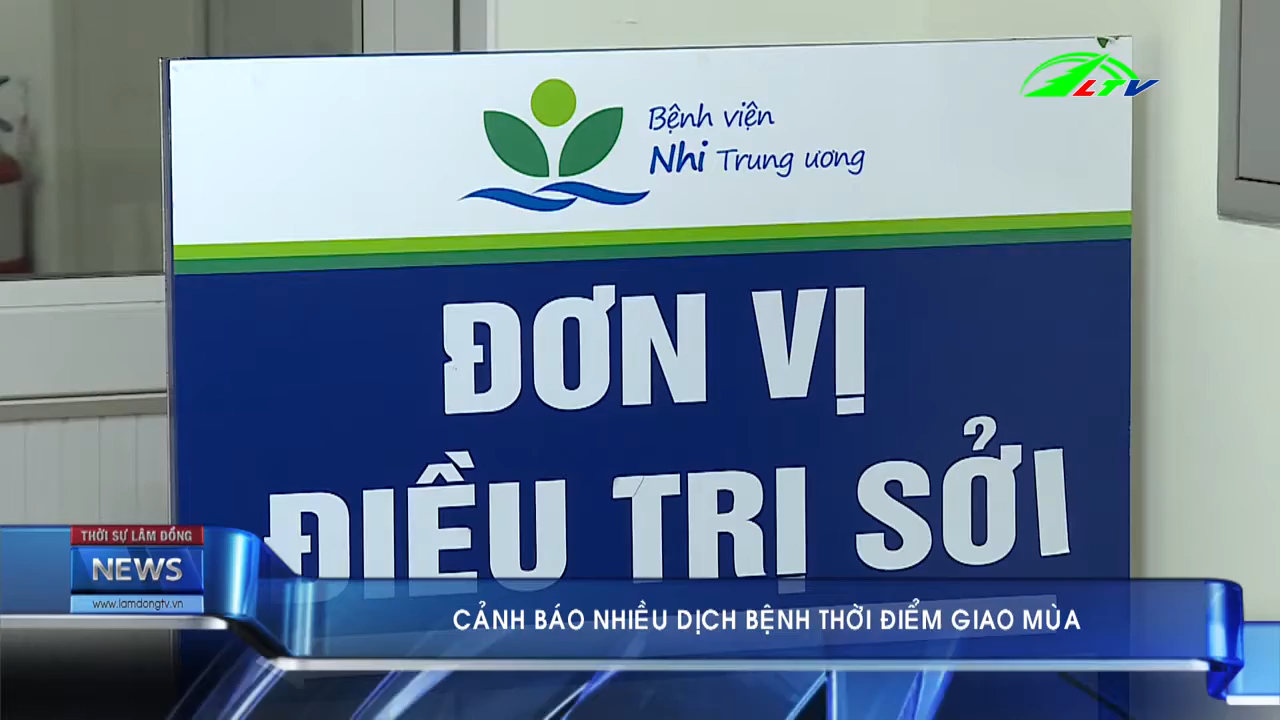 LTV
Bệnh viện
Nhi Trung ương
ĐƠN VỊ
ĐIỀU TRỊ SỞI
THỜI SỰ LÂM ĐỒNG
NEWS
www.lamdongtv.vn
CẢNH BÁO NHIỀU DỊCH BỆNH THỜI ĐIỂM GIAO MÙA